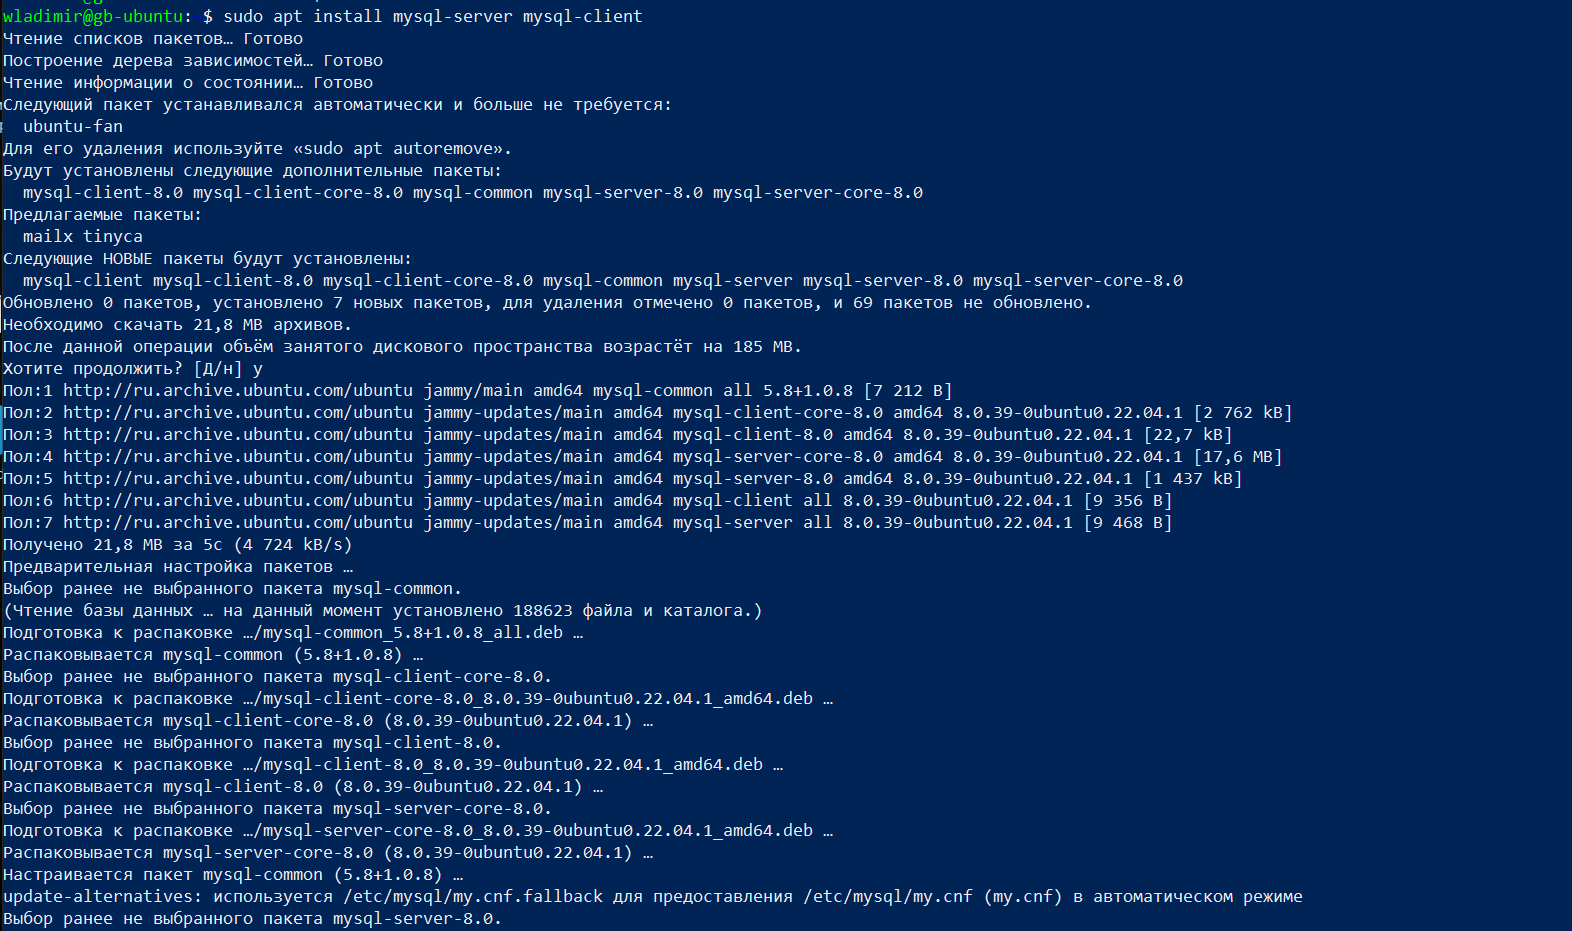 wladimir@gb-ubuntu: $ sudo apt install mysql-server mysql-client
Чтение списков пакетов… Готово
Построение дерева зависимостей… Готово
Чтение информации о состоянии… Готово
Следующий пакет устанавливался автоматически и больше не требуется:
  ubuntu-fan
Для его удаления используйте «sudo apt autoremove».
Будут установлены следующие дополнительные пакеты:
  mysql-client-8.0 mysql-client-core-8.0 mysql-common mysql-server-8.0 mysql-server-core-8.0
Предлагаемые пакеты:
  mailx tinyca
Следующие НОВЫЕ пакеты будут установлены:
  mysql-client mysql-client-8.0 mysql-client-core-8.0 mysql-common mysql-server mysql-server-8.0 mysql-server-core-8.0
Обновлено 0 пакетов, установлено 7 новых пакетов, для удаления отмечено 0 пакетов, и 69 пакетов не обновлено.
Необходимо скачать 21,8 MB архивов.
После данной операции объём занятого дискового пространства возрастёт на 185 MB.
Хотите продолжить? [Д/н] y
Пол:1 http://ru.archive.ubuntu.com/ubuntu jammy/main amd64 mysql-common all 5.8+1.0.8 [7 212 B]
Пол:2 http://ru.archive.ubuntu.com/ubuntu jammy-updates/main amd64 mysql-client-core-8.0 amd64 8.0.39-0ubuntu0.22.04.1 [2 762 kB]
Пол:3 http://ru.archive.ubuntu.com/ubuntu jammy-updates/main amd64 mysql-client-8.0 amd64 8.0.39-0ubuntu0.22.04.1 [22,7 kB]
Пол:4 http://ru.archive.ubuntu.com/ubuntu jammy-updates/main amd64 mysql-server-core-8.0 amd64 8.0.39-0ubuntu0.22.04.1 [17,6 MB]
Пол:5 http://ru.archive.ubuntu.com/ubuntu jammy-updates/main amd64 mysql-server-8.0 amd64 8.0.39-0ubuntu0.22.04.1 [1 437 kB]
Пол:6 http://ru.archive.ubuntu.com/ubuntu jammy-updates/main amd64 mysql-client all 8.0.39-0ubuntu0.22.04.1 [9 356 B]
Пол:7 http://ru.archive.ubuntu.com/ubuntu jammy-updates/main amd64 mysql-server all 8.0.39-0ubuntu0.22.04.1 [9 468 B]
Получено 21,8 MB за 5с (4 724 kB/s)
Предварительная настройка пакетов …
Выбор ранее не выбранного пакета mysql-common.
(Чтение базы данных … на данный момент установлено 188623 файла и каталога.)
Подготовка к распаковке …/mysql-common_5.8+1.0.8_all.deb …
Распаковывается mysql-common (5.8+1.0.8) …
Выбор ранее не выбранного пакета mysql-client-core-8.0.
Подготовка к распаковке …/mysql-client-core-8.0_8.0.39-0ubuntu0.22.04.1_amd64.deb …
Распаковывается mysql-client-core-8.0 (8.0.39-0ubuntu0.22.04.1) …
Выбор ранее не выбранного пакета mysql-client-8.0.
Подготовка к распаковке …/mysql-client-8.0_8.0.39-0ubuntu0.22.04.1_amd64.deb …
Распаковывается mysql-client-8.0 (8.0.39-0ubuntu0.22.04.1) …
Выбор ранее не выбранного пакета mysql-server-core-8.0.
Подготовка к распаковке …/mysql-server-core-8.0_8.0.39-0ubuntu0.22.04.1_amd64.deb …
Распаковывается mysql-server-core-8.0 (8.0.39-0ubuntu0.22.04.1) …
Настраивается пакет mysql-common (5.8+1.0.8) …
update-alternatives: используется /etc/mysql/my.cnf.fallback для предоставления /etc/mysql/my.cnf (my.cnf) в автоматическом режиме
Выбор ранее не выбранного пакета mysql-server-8.0.